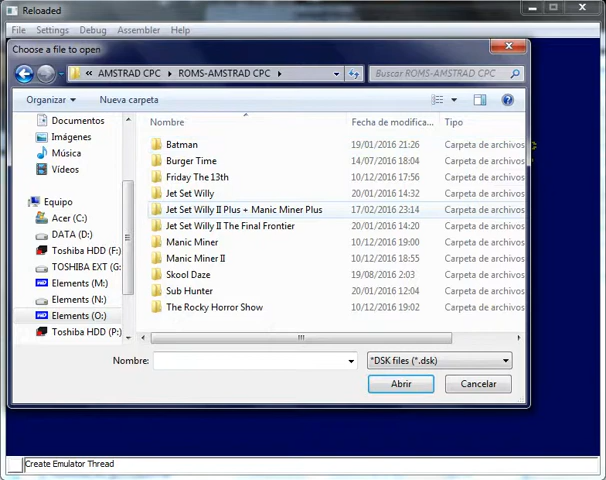 Reloaded
File Settings Debug Assembler Help
Choose a file to open
« AMSTRAD CPC ▸ ROMS-AMSTRAD CPC ▸
Buscar ROMS-AMSTRAD CPC
Organizar Nueva carpeta
Documentos
Imágenes
Música
Vídeos
Equipo
Acer (C:)
DATA (D:)
Toshiba HDD (F:)
TOSHIBA EXT (G:
Elements (M:)
Elements (N:)
Elements (O:)
Toshiba HDD (P:)
Nombre Fecha de modifica... Tipo
Batman 19/01/2016 21:26 Carpeta de archivos
Burger Time 14/07/2016 18:04 Carpeta de archivos
Friday The 13th 10/12/2016 17:56 Carpeta de archivos
Jet Set Willy 20/01/2016 14:32 Carpeta de archivos
Jet Set Willy II Plus + Manic Miner Plus 17/02/2016 23:14 Carpeta de archivos
Jet Set Willy II The Final Frontier 20/01/2016 14:20 Carpeta de archivos
Manic Miner 10/12/2016 19:00 Carpeta de archivos
Manic Miner II 10/12/2016 18:55 Carpeta de archivos
Skool Daze 19/08/2016 2:03 Carpeta de archivos
Sub Hunter 20/01/2016 12:04 Carpeta de archivos
The Rocky Horror Show 10/12/2016 19:02 Carpeta de archivos
Nombre:
*DSK files (*.dsk)
Abrir Cancelar
Create Emulator Thread